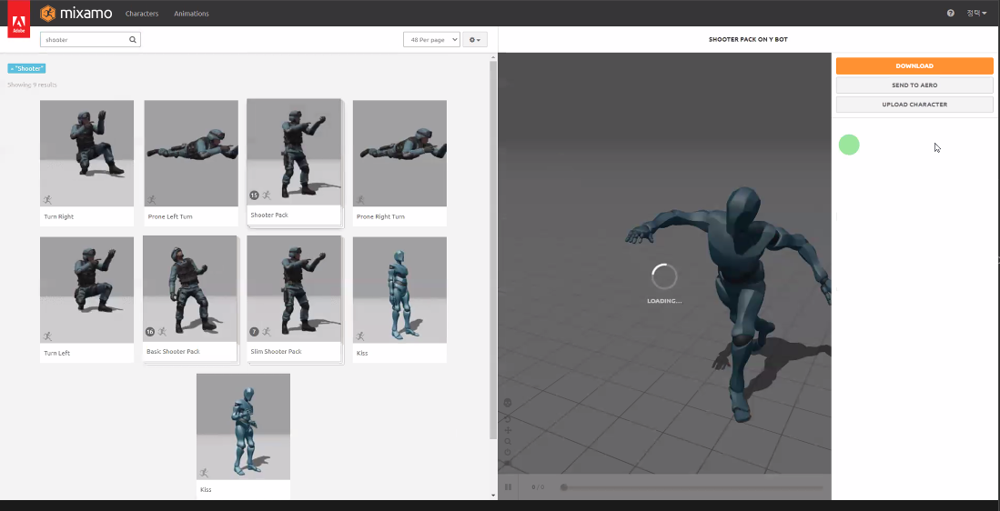 Adobe
mixamo
Characters
Animations
정택
shooter
48 Per page
SHOOTER PACK ON Y BOT
× "Shooter"
Showing 9 results
DOWNLOAD
SEND TO AERO
UPLOAD CHARACTER
15
Turn Right
Prone Left Turn
Shooter Pack
Prone Right Turn
LOADING...
16
7
Turn Left
Basic Shooter Pack
Slim Shooter Pack
Kiss
Kiss
0 / 0